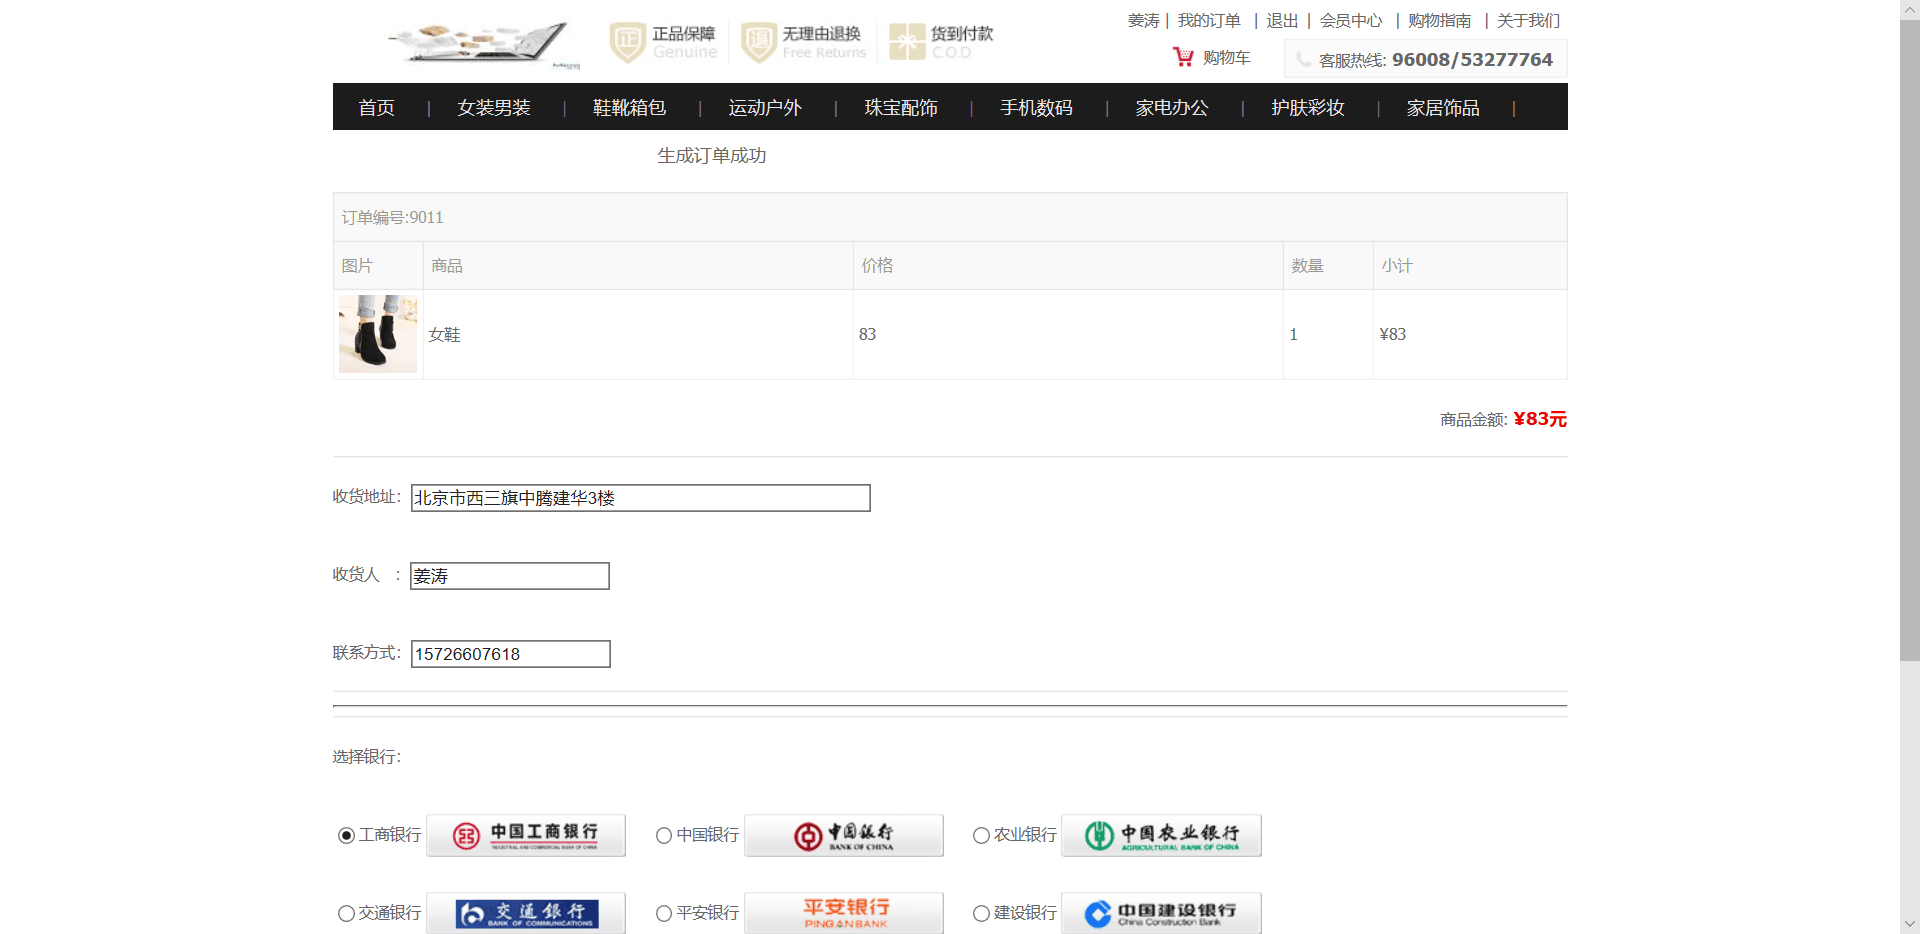 正品保障
Genuine
无理由退换
Free Returns
货到付款
C.O.D
姜涛 | 我的订单 | 退出 | 会员中心 | 购物指南 | 关于我们
购物车
客服热线: 96008/53277764
首页 | 女装男装 | 鞋靴箱包 | 运动户外 | 珠宝配饰 | 手机数码 | 家电办公 | 护肤彩妆 | 家居饰品 |
生成订单成功
订单编号:9011
图片 商品 价格 数量 小计
女鞋 83 1 ¥83
商品金额: ¥83元
收货地址: 北京市西三旗中腾建华3楼
收货人 : 姜涛
联系方式: 15726607618
选择银行:
工商银行 中国工商银行
INDUSTRIAL AND COMMERCIAL BANK OF CHINA
中国银行 中国银行
BANK OF CHINA
农业银行 中国农业银行
AGRICULTURAL BANK OF CHINA
交通银行 交通银行
BANK OF COMMUNICATIONS
平安银行 平安银行
PING AN BANK
建设银行 中国建设银行
China Construction Bank